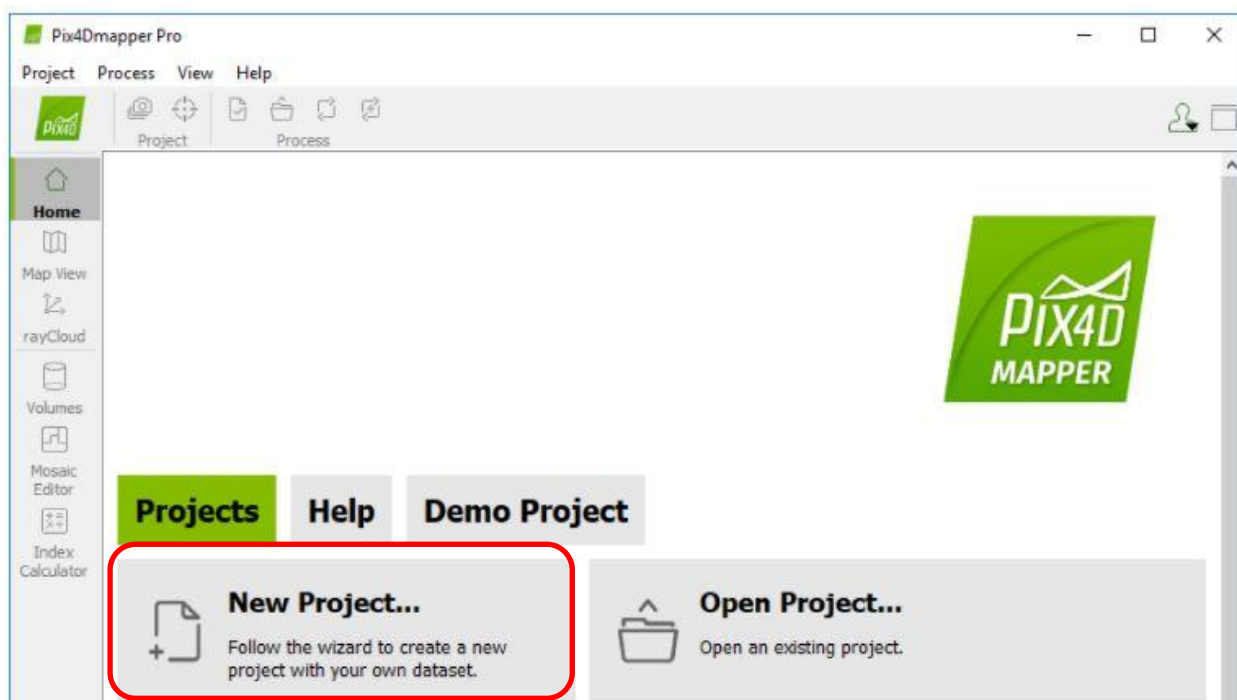 Pix4Dmapper Pro
Project Process View Help
PIX4D
Project Process
Home
Map View
rayCloud
Volumes
Mosaic
Editor
Index
Calculator
PIX4D
MAPPER
Projects Help Demo Project
New Project...
Follow the wizard to create a new
project with your own dataset.
Open Project...
Open an existing project.